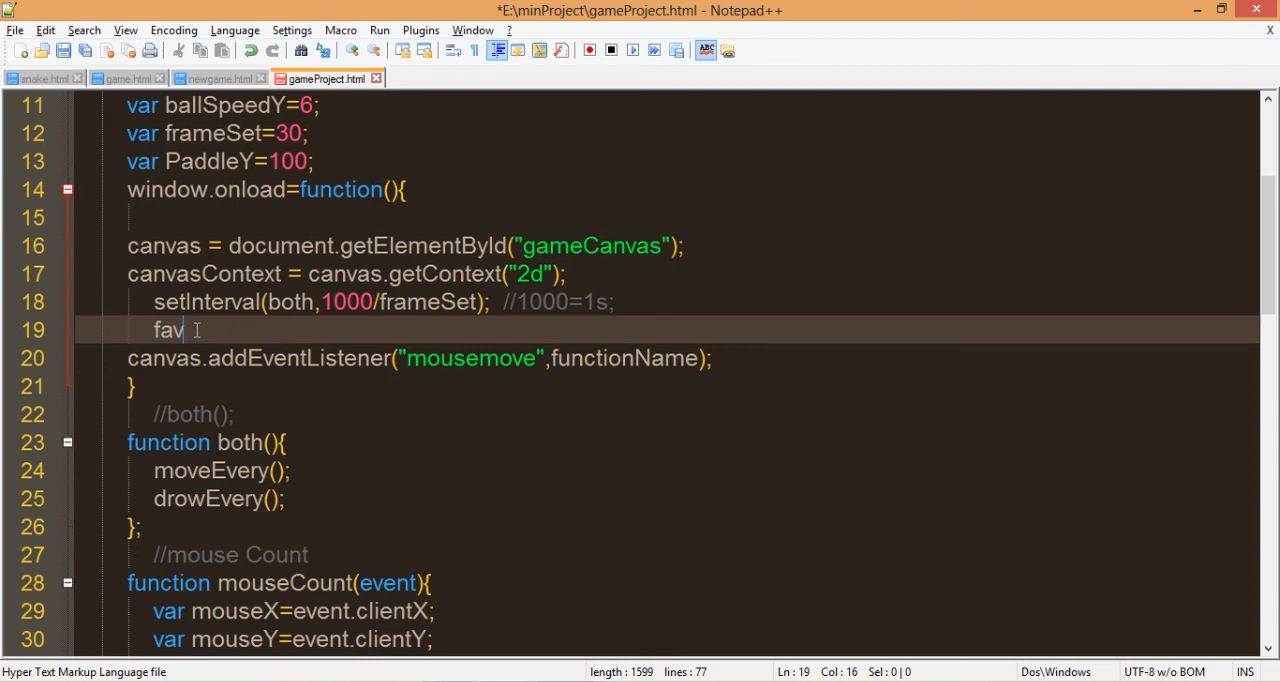 *E:\minProject\gameProject.html - Notepad++
File Edit Search View Encoding Language Settings Macro Run Plugins Window ? X
ABC
snake.html game.html newgame.html gameProject.html
11 var ballSpeedY=6;
12 var frameSet=30;
13 var PaddleY=100;
14 window.onload=function(){
15
16 canvas = document.getElementById("gameCanvas");
17 canvasContext = canvas.getContext("2d");
18 setInterval(both,1000/frameSet); //1000=1s;
19 fav
20 canvas.addEventListener("mousemove",functionName);
21 }
22 //both();
23 function both(){
24 moveEvery();
25 drowEvery();
26 };
27 //mouse Count
28 function mouseCount(event){
29 var mouseX=event.clientX;
30 var mouseY=event.clientY;
Hyper Text Markup Language file length : 1599 lines : 77 Ln : 19 Col : 16 Sel : 0 | 0 Dos\Windows UTF-8 w/o BOM INS